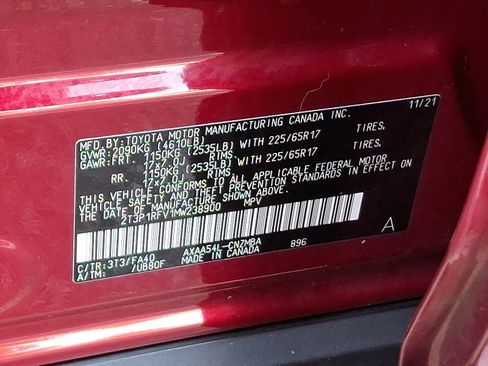 MFD. BY: TOYOTA MOTOR MANUFACTURING CANADA INC. 11/21
GVWR: 2090KG (4610LB)
GAWR: FRT. 1150KG (2535LB) WITH 225/65R17 TIRES,
RIMS,
RR. 1150KG (2535LB) WITH 225/65R17 TIRES,
RIMS,
THIS VEHICLE CONFORMS TO ALL APPLICABLE FEDERAL MOTOR
VEHICLE SAFETY AND THEFT PREVENTION STANDARDS IN EFFECT ON
THE DATE OF MANUFACTURE SHOWN ABOVE.
2T3P1RFV1MW238900 MPV
A
C/TR: 3T3/FA40 AXAA54L-CNZMBA 896
A/TM: /UB80F MADE IN CANADA